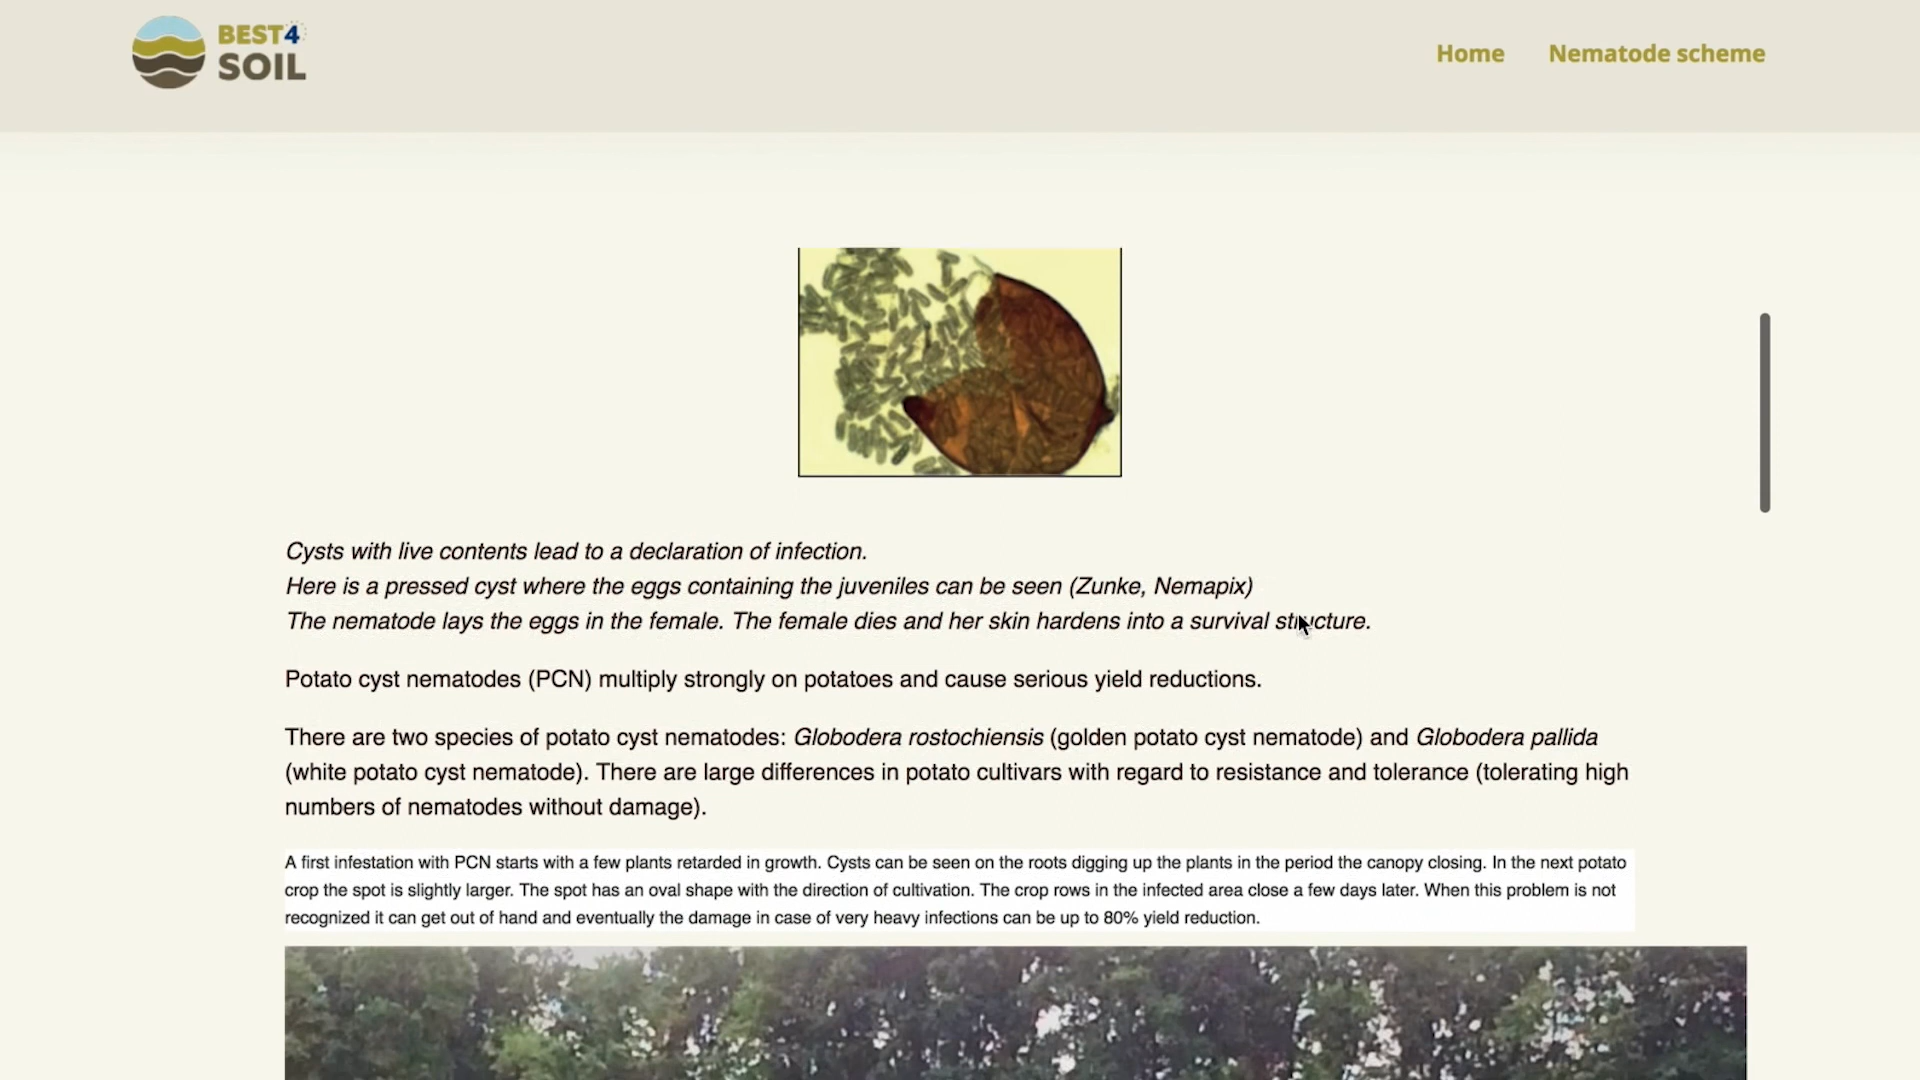 BEST4
SOIL
Home
Nematode scheme
Cysts with live contents lead to a declaration of infection.
Here is a pressed cyst where the eggs containing the juveniles can be seen (Zunke, Nemapix)
The nematode lays the eggs in the female. The female dies and her skin hardens into a survival structure.
Potato cyst nematodes (PCN) multiply strongly on potatoes and cause serious yield reductions.
There are two species of potato cyst nematodes: Globodera rostochiensis (golden potato cyst nematode) and Globodera pallida
(white potato cyst nematode). There are large differences in potato cultivars with regard to resistance and tolerance (tolerating high
numbers of nematodes without damage).
A first infestation with PCN starts with a few plants retarded in growth. Cysts can be seen on the roots digging up the plants in the period the canopy closing. In the next potato
crop the spot is slightly larger. The spot has an oval shape with the direction of cultivation. The crop rows in the infected area close a few days later. When this problem is not
recognized it can get out of hand and eventually the damage in case of very heavy infections can be up to 80% yield reduction.